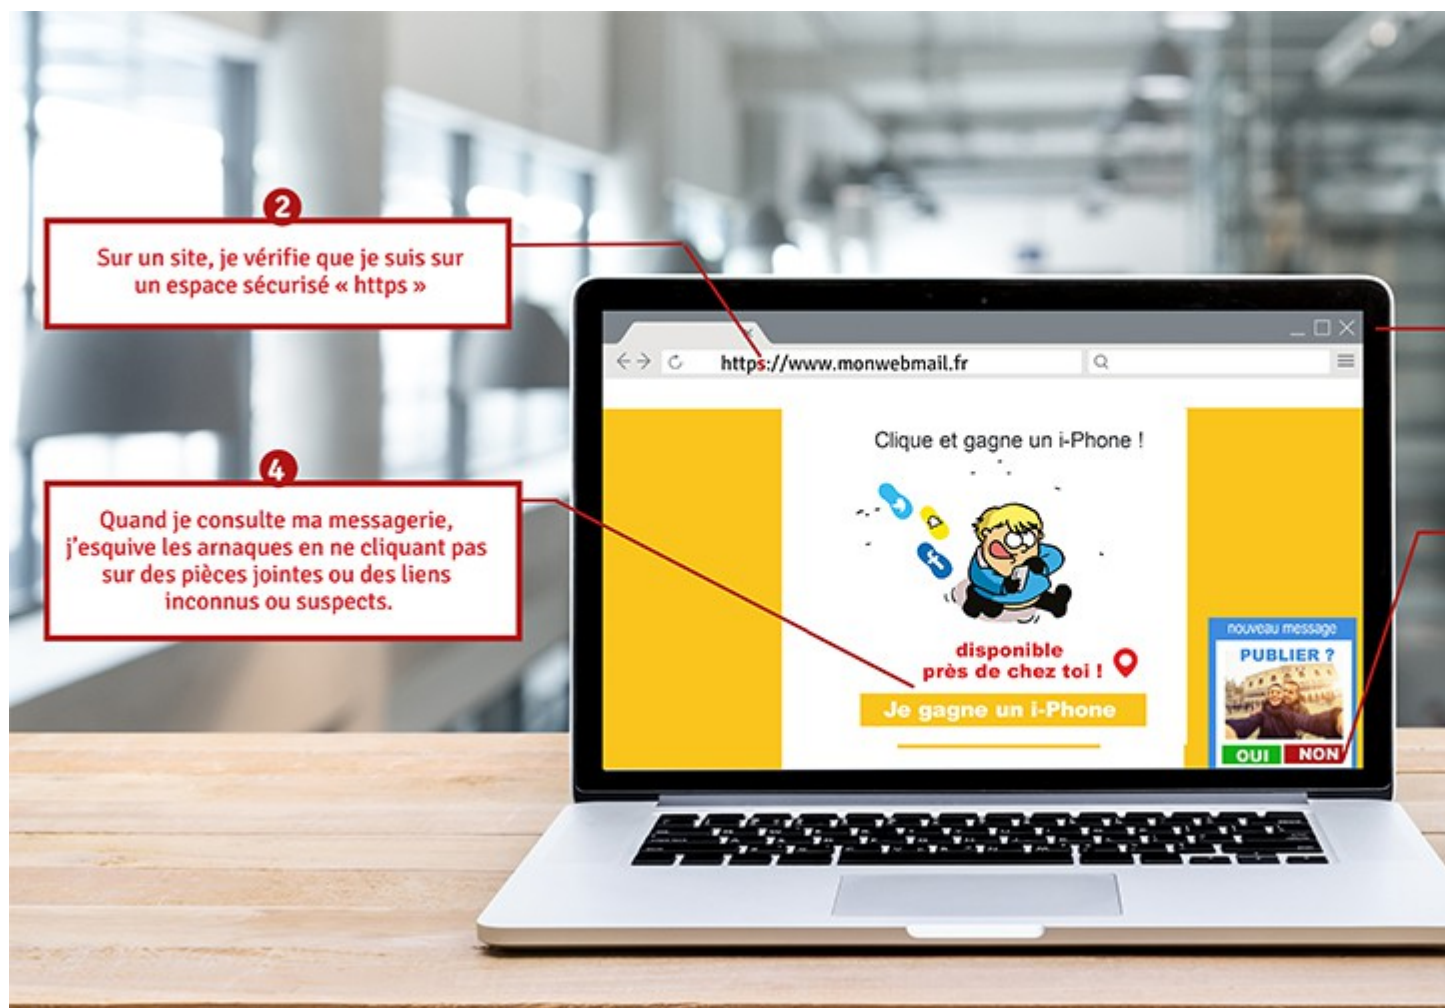 2
Sur un site, je vérifie que je suis sur
un espace sécurisé « https »
https://www.monwebmail.fr
4
Quand je consulte ma messagerie,
j'esquive les arnaques en ne cliquant pas
sur des pièces jointes ou des liens
inconnus ou suspects.
Clique et gagne un i-Phone !
disponible
près de chez toi !
Je gagne un i-Phone
nouveau message
PUBLIER ?
OUI NON